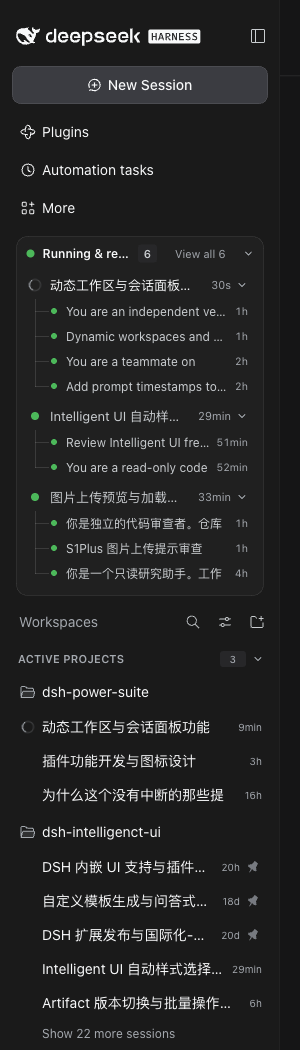 deepseek HARNESS
New Session
Plugins
Automation tasks
More
Running & re... 6 View all 6
动态工作区与会话面板... 30s
You are an independent ve... 1h
Dynamic workspaces and ... 1h
You are a teammate on 2h
Add prompt timestamps to... 2h
Intelligent UI 自动样... 29min
Review Intelligent UI fre... 51min
You are a read-only code 52min
图片上传预览与加载... 33min
你是独立的代码审查者。仓库 1h
S1Plus 图片上传提示审查 1h
你是一个只读研究助手。工作 4h
Workspaces
ACTIVE PROJECTS 3
dsh-power-suite
动态工作区与会话面板功能 9min
插件功能开发与图标设计 3h
为什么这个没有中断的那些提 16h
dsh-intelligenct-ui
DSH 内嵌 UI 支持与插件... 20h
自定义模板生成与问答式... 18d
DSH 扩展发布与国际化-... 20d
Intelligent UI 自动样式选择... 29min
Artifact 版本切换与批量操作... 6h
Show 22 more sessions